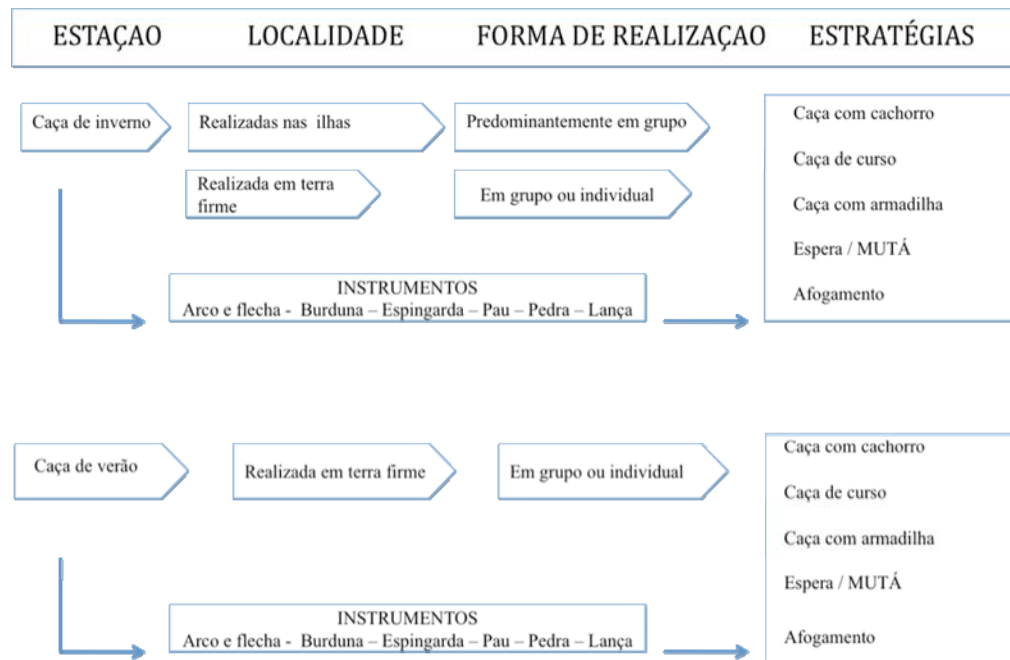 ESTAÇAO LOCALIDADE FORMA DE REALIZAÇAO ESTRATÉGIAS
Caça de inverno
Realizadas nas ilhas
Predominantemente em grupo
Realizada em terra
firme
Em grupo ou individual
Caça com cachorro
Caça de curso
Caça com armadilha
Espera / MUTÁ
Afogamento
INSTRUMENTOS
Arco e flecha - Burduna – Espingarda – Pau – Pedra – Lança
Caça de verão
Realizada em terra firme
Em grupo ou individual
Caça com cachorro
Caça de curso
Caça com armadilha
Espera / MUTÁ
Afogamento
INSTRUMENTOS
Arco e flecha - Burduna – Espingarda – Pau – Pedra – Lança